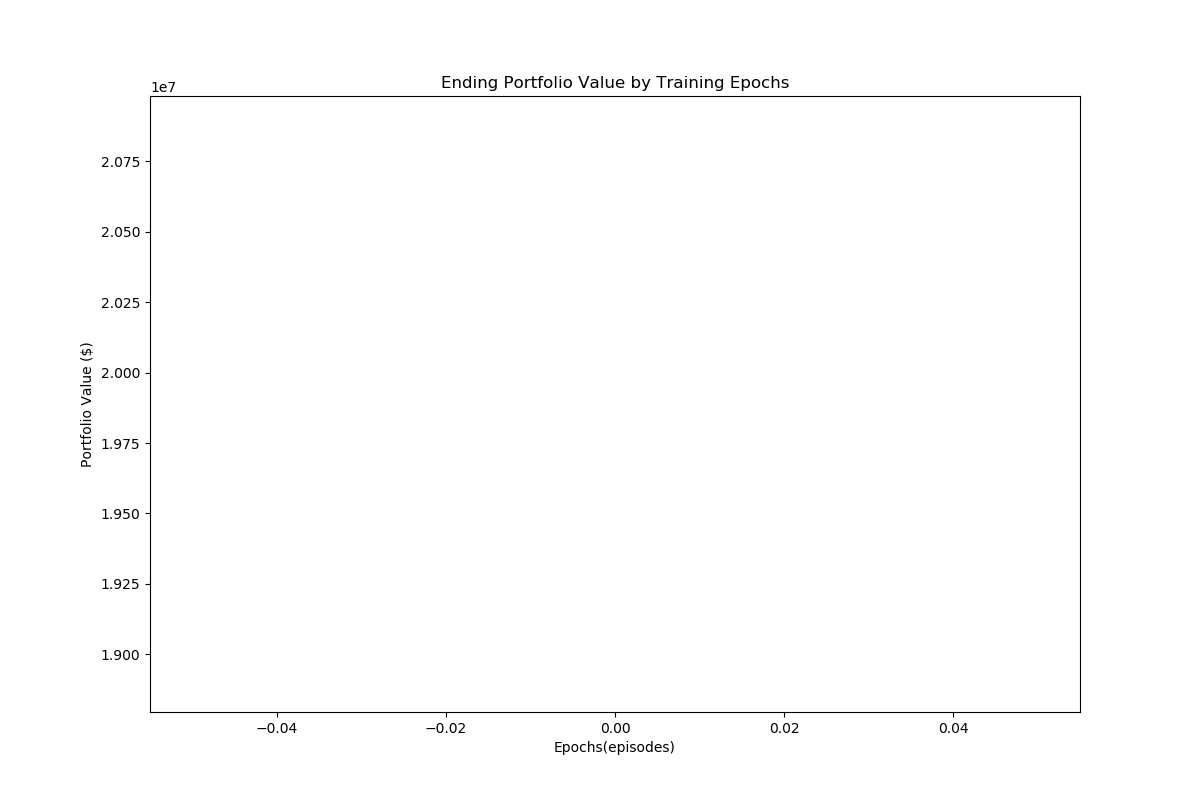 Ending Portfolio Value by Training Epochs
1e7
2.075
2.050
2.025
2.000
1.975
1.950
1.925
1.900
Portfolio Value ($)
−0.04 −0.02 0.00 0.02 0.04
Epochs(episodes)